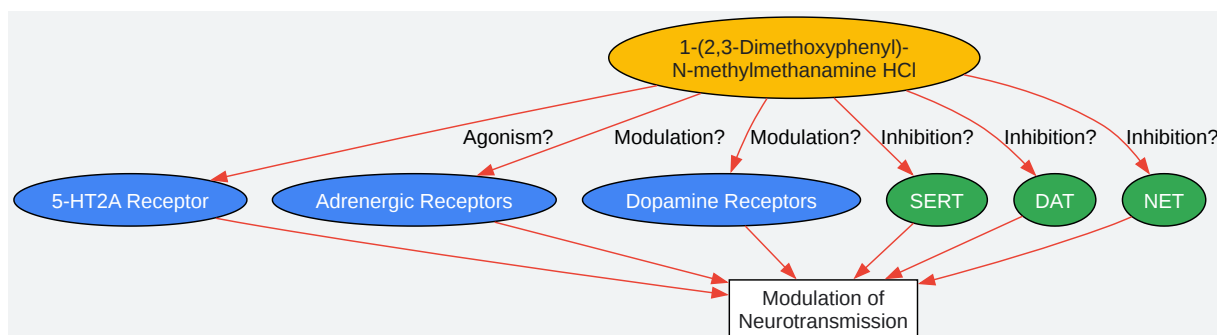 1-(2,3-Dimethoxyphenyl)-
N-methylmethanamine HCl
Agonism?
Modulation?
Modulation?
Inhibition?
Inhibition?
Inhibition?
5-HT2A Receptor
Adrenergic Receptors
Dopamine Receptors
SERT
DAT
NET
Modulation of
Neurotransmission